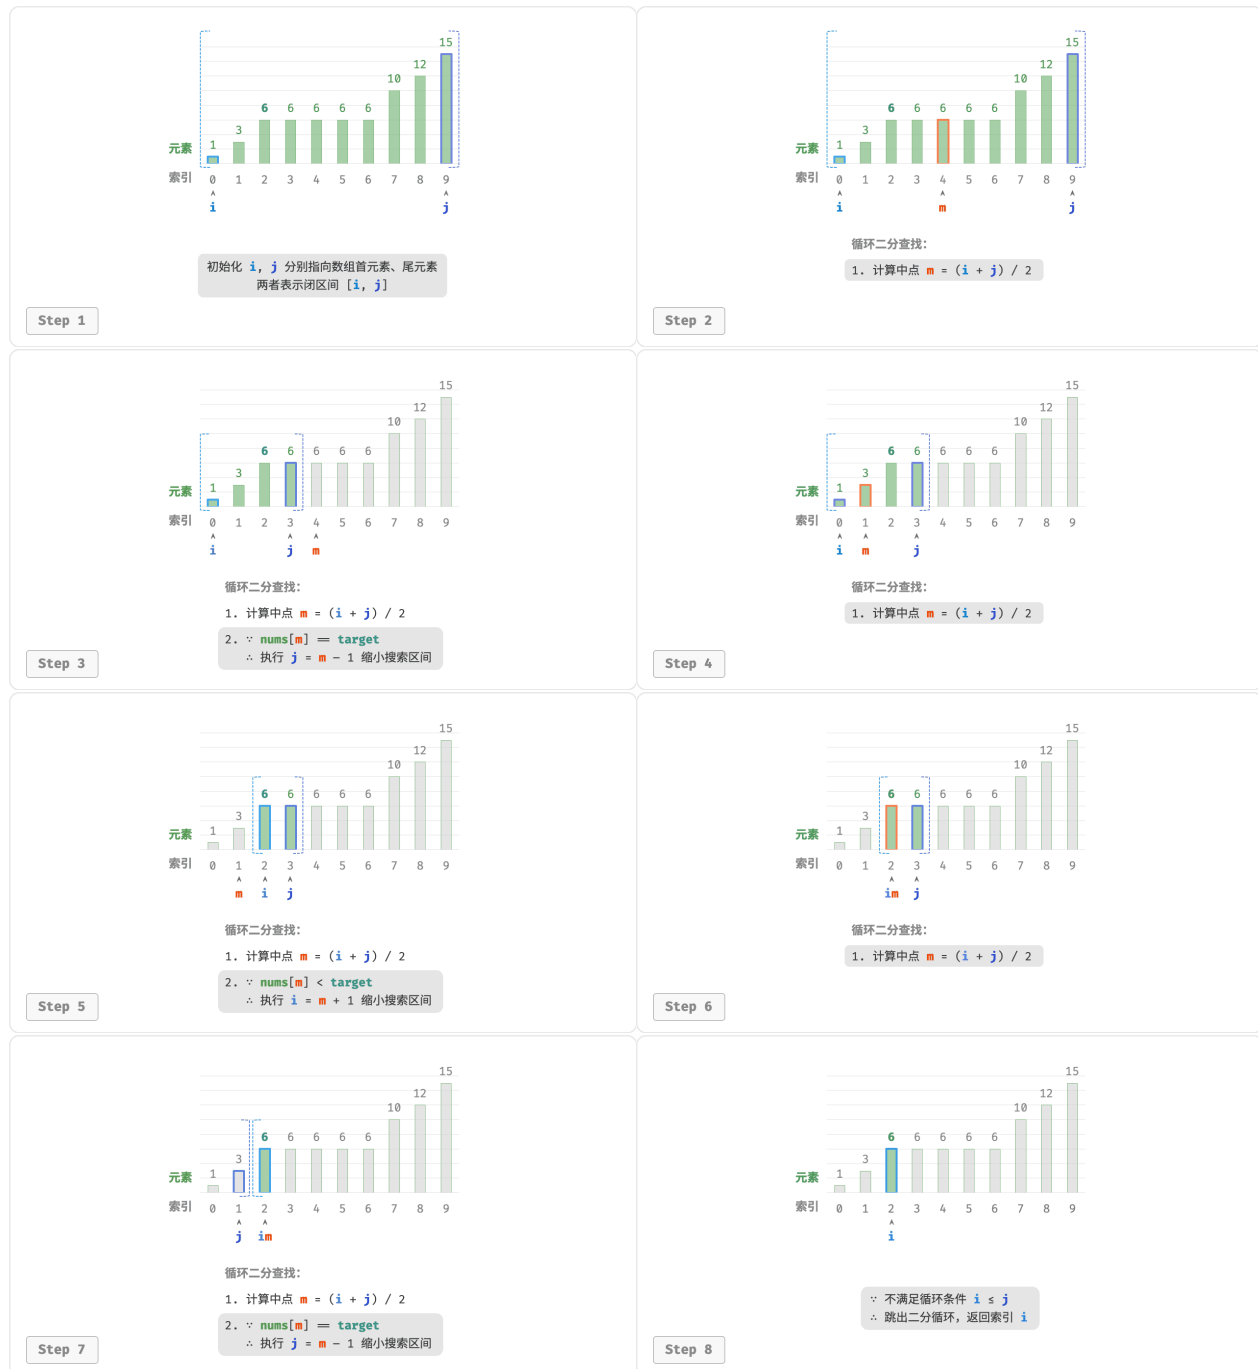 15
12
10
6 6 6 6 6
3
元素 1
索引 0 1 2 3 4 5 6 7 8 9
i j
初始化 i, j 分别指向数组首元素、尾元素
两者表示闭区间 [i, j]
Step 1
15
12
10
6 6 6 6 6
3
元素 1
索引 0 1 2 3 4 5 6 7 8 9
i m j
循环二分查找:
1. 计算中点 m = (i + j) / 2
Step 2
15
12
10
6 6 6 6 6
3
元素 1
索引 0 1 2 3 4 5 6 7 8 9
i j m
循环二分查找:
1. 计算中点 m = (i + j) / 2
2. ∵ nums[m] == target
∴ 执行 j = m - 1 缩小搜索区间
Step 3
15
12
10
6 6 6 6 6
3
元素 1
索引 0 1 2 3 4 5 6 7 8 9
i m j
循环二分查找:
1. 计算中点 m = (i + j) / 2
Step 4
15
12
10
6 6 6 6 6
3
元素 1
索引 0 1 2 3 4 5 6 7 8 9
m i j
循环二分查找:
1. 计算中点 m = (i + j) / 2
2. ∵ nums[m] < target
∴ 执行 i = m + 1 缩小搜索区间
Step 5
15
12
10
6 6 6 6 6
3
元素 1
索引 0 1 2 3 4 5 6 7 8 9
im j
循环二分查找:
1. 计算中点 m = (i + j) / 2
Step 6
15
12
10
6 6 6 6 6
3
元素 1
索引 0 1 2 3 4 5 6 7 8 9
j im
循环二分查找:
1. 计算中点 m = (i + j) / 2
2. ∵ nums[m] == target
∴ 执行 j = m - 1 缩小搜索区间
Step 7
15
12
10
6 6 6 6 6
3
元素 1
索引 0 1 2 3 4 5 6 7 8 9
i
∵ 不满足循环条件 i ≤ j
∴ 跳出二分循环，返回索引 i
Step 8